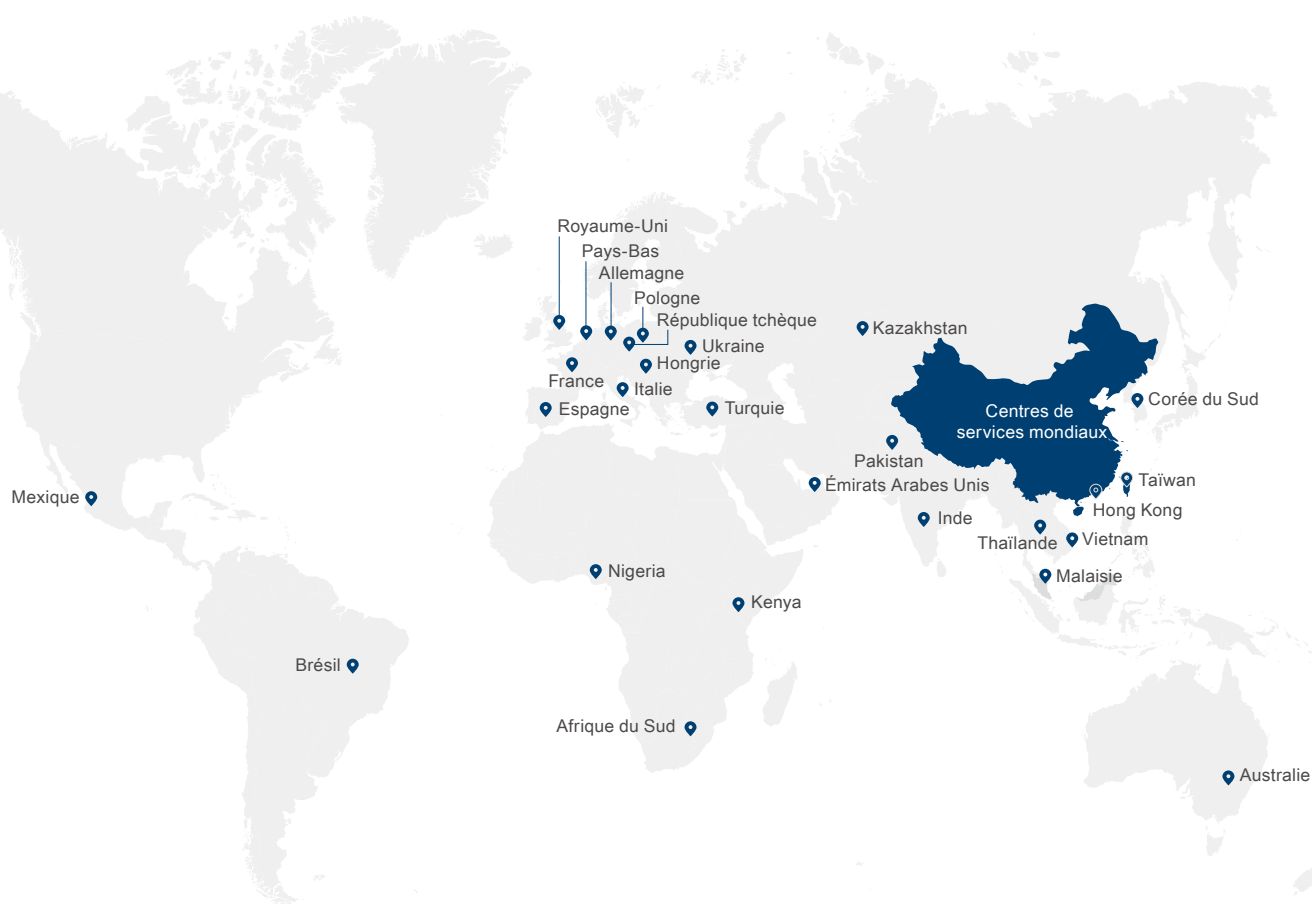 Royaume-Uni
Pays-Bas
Allemagne
Pologne
République tchèque
Kazakhstan
Ukraine
Hongrie
France
Italie
Espagne
Turquie
Corée du Sud
Centres de
services mondiaux
Pakistan
Taïwan
Émirats Arabes Unis
Mexique
Hong Kong
Inde
Thaïlande
Vietnam
Nigeria
Malaisie
Kenya
Brésil
Afrique du Sud
Australie